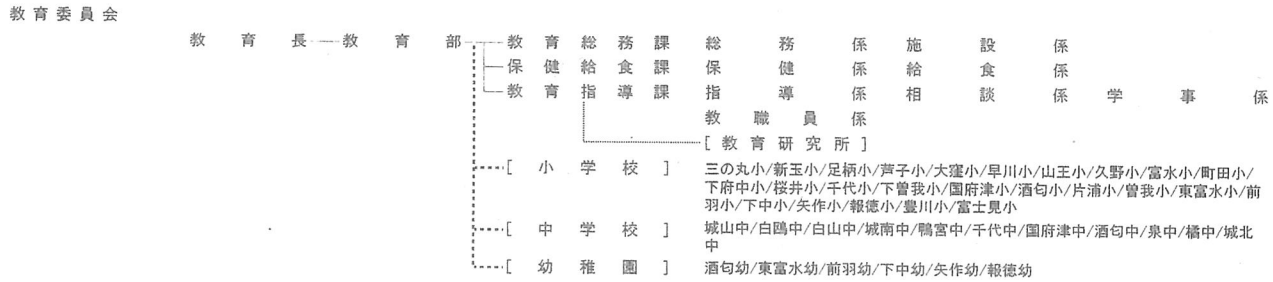 教育委員会
教育長―教育部―教育総務課 総務係 施設係
保健給食課 保健係 給食係
教育指導課 指導係 相談係 学事係
教職員係
[教育研究所]
[小学校] 三の丸小/新玉小/足柄小/芦子小/大窪小/早川小/山王小/久野小/富水小/町田小/
下府中小/桜井小/千代小/下曽我小/国府津小/酒匂小/片浦小/曽我小/東富水小/前
羽小/下中小/矢作小/報徳小/豊川小/富士見小
[中学校] 城山中/白鴎中/白山中/城南中/鴨宮中/千代中/国府津中/酒匂中/泉中/橘中/城北
中
[幼稚園] 酒匂幼/東富水幼/前羽幼/下中幼/矢作幼/報徳幼